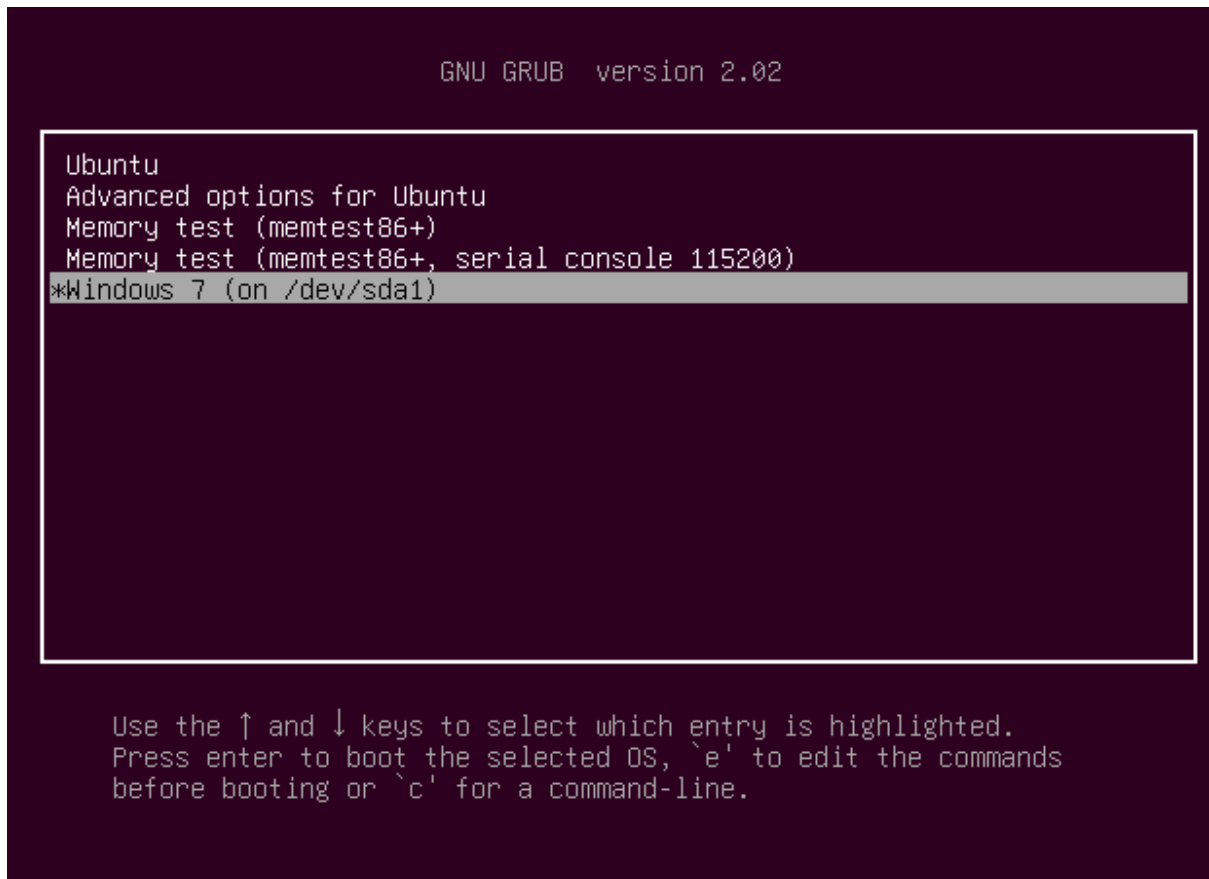 GNU GRUB  version 2.02
Ubuntu
Advanced options for Ubuntu
Memory test (memtest86+)
Memory test (memtest86+, serial console 115200)
*Windows 7 (on /dev/sda1)
Use the ↑ and ↓ keys to select which entry is highlighted.
Press enter to boot the selected OS, `e' to edit the commands
before booting or `c' for a command-line.